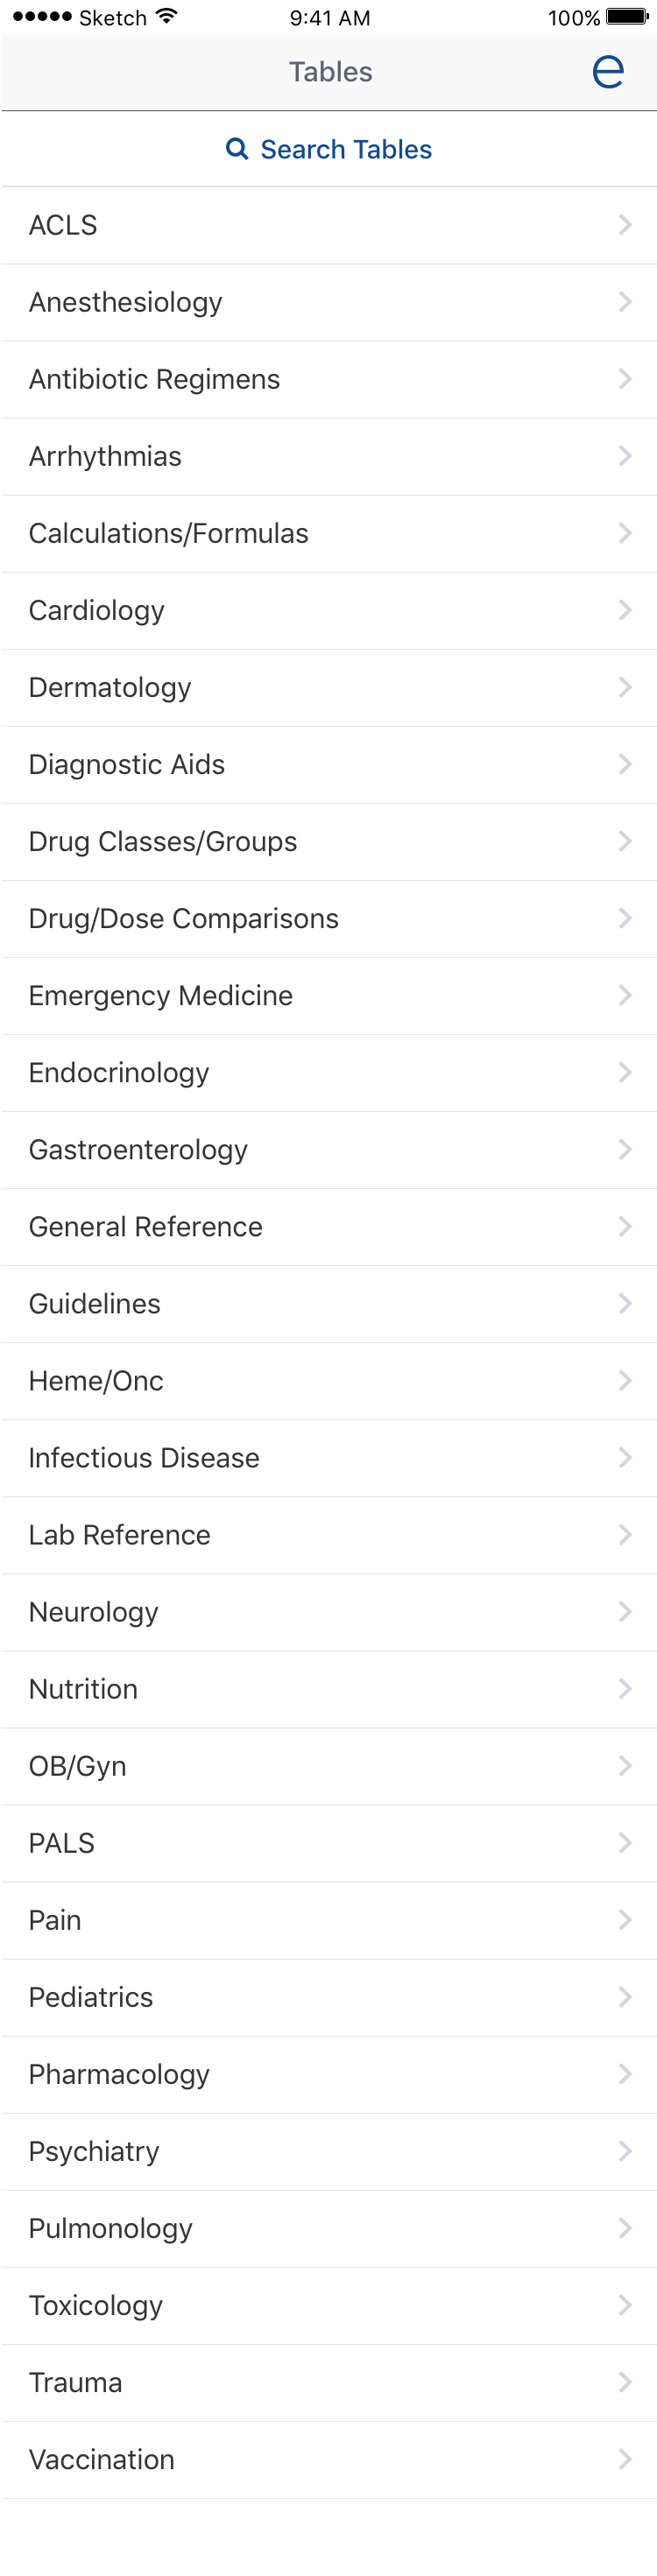 Sketch 9:41 AM 100%
Tables e
Search Tables
ACLS
Anesthesiology
Antibiotic Regimens
Arrhythmias
Calculations/Formulas
Cardiology
Dermatology
Diagnostic Aids
Drug Classes/Groups
Drug/Dose Comparisons
Emergency Medicine
Endocrinology
Gastroenterology
General Reference
Guidelines
Heme/Onc
Infectious Disease
Lab Reference
Neurology
Nutrition
OB/Gyn
PALS
Pain
Pediatrics
Pharmacology
Psychiatry
Pulmonology
Toxicology
Trauma
Vaccination